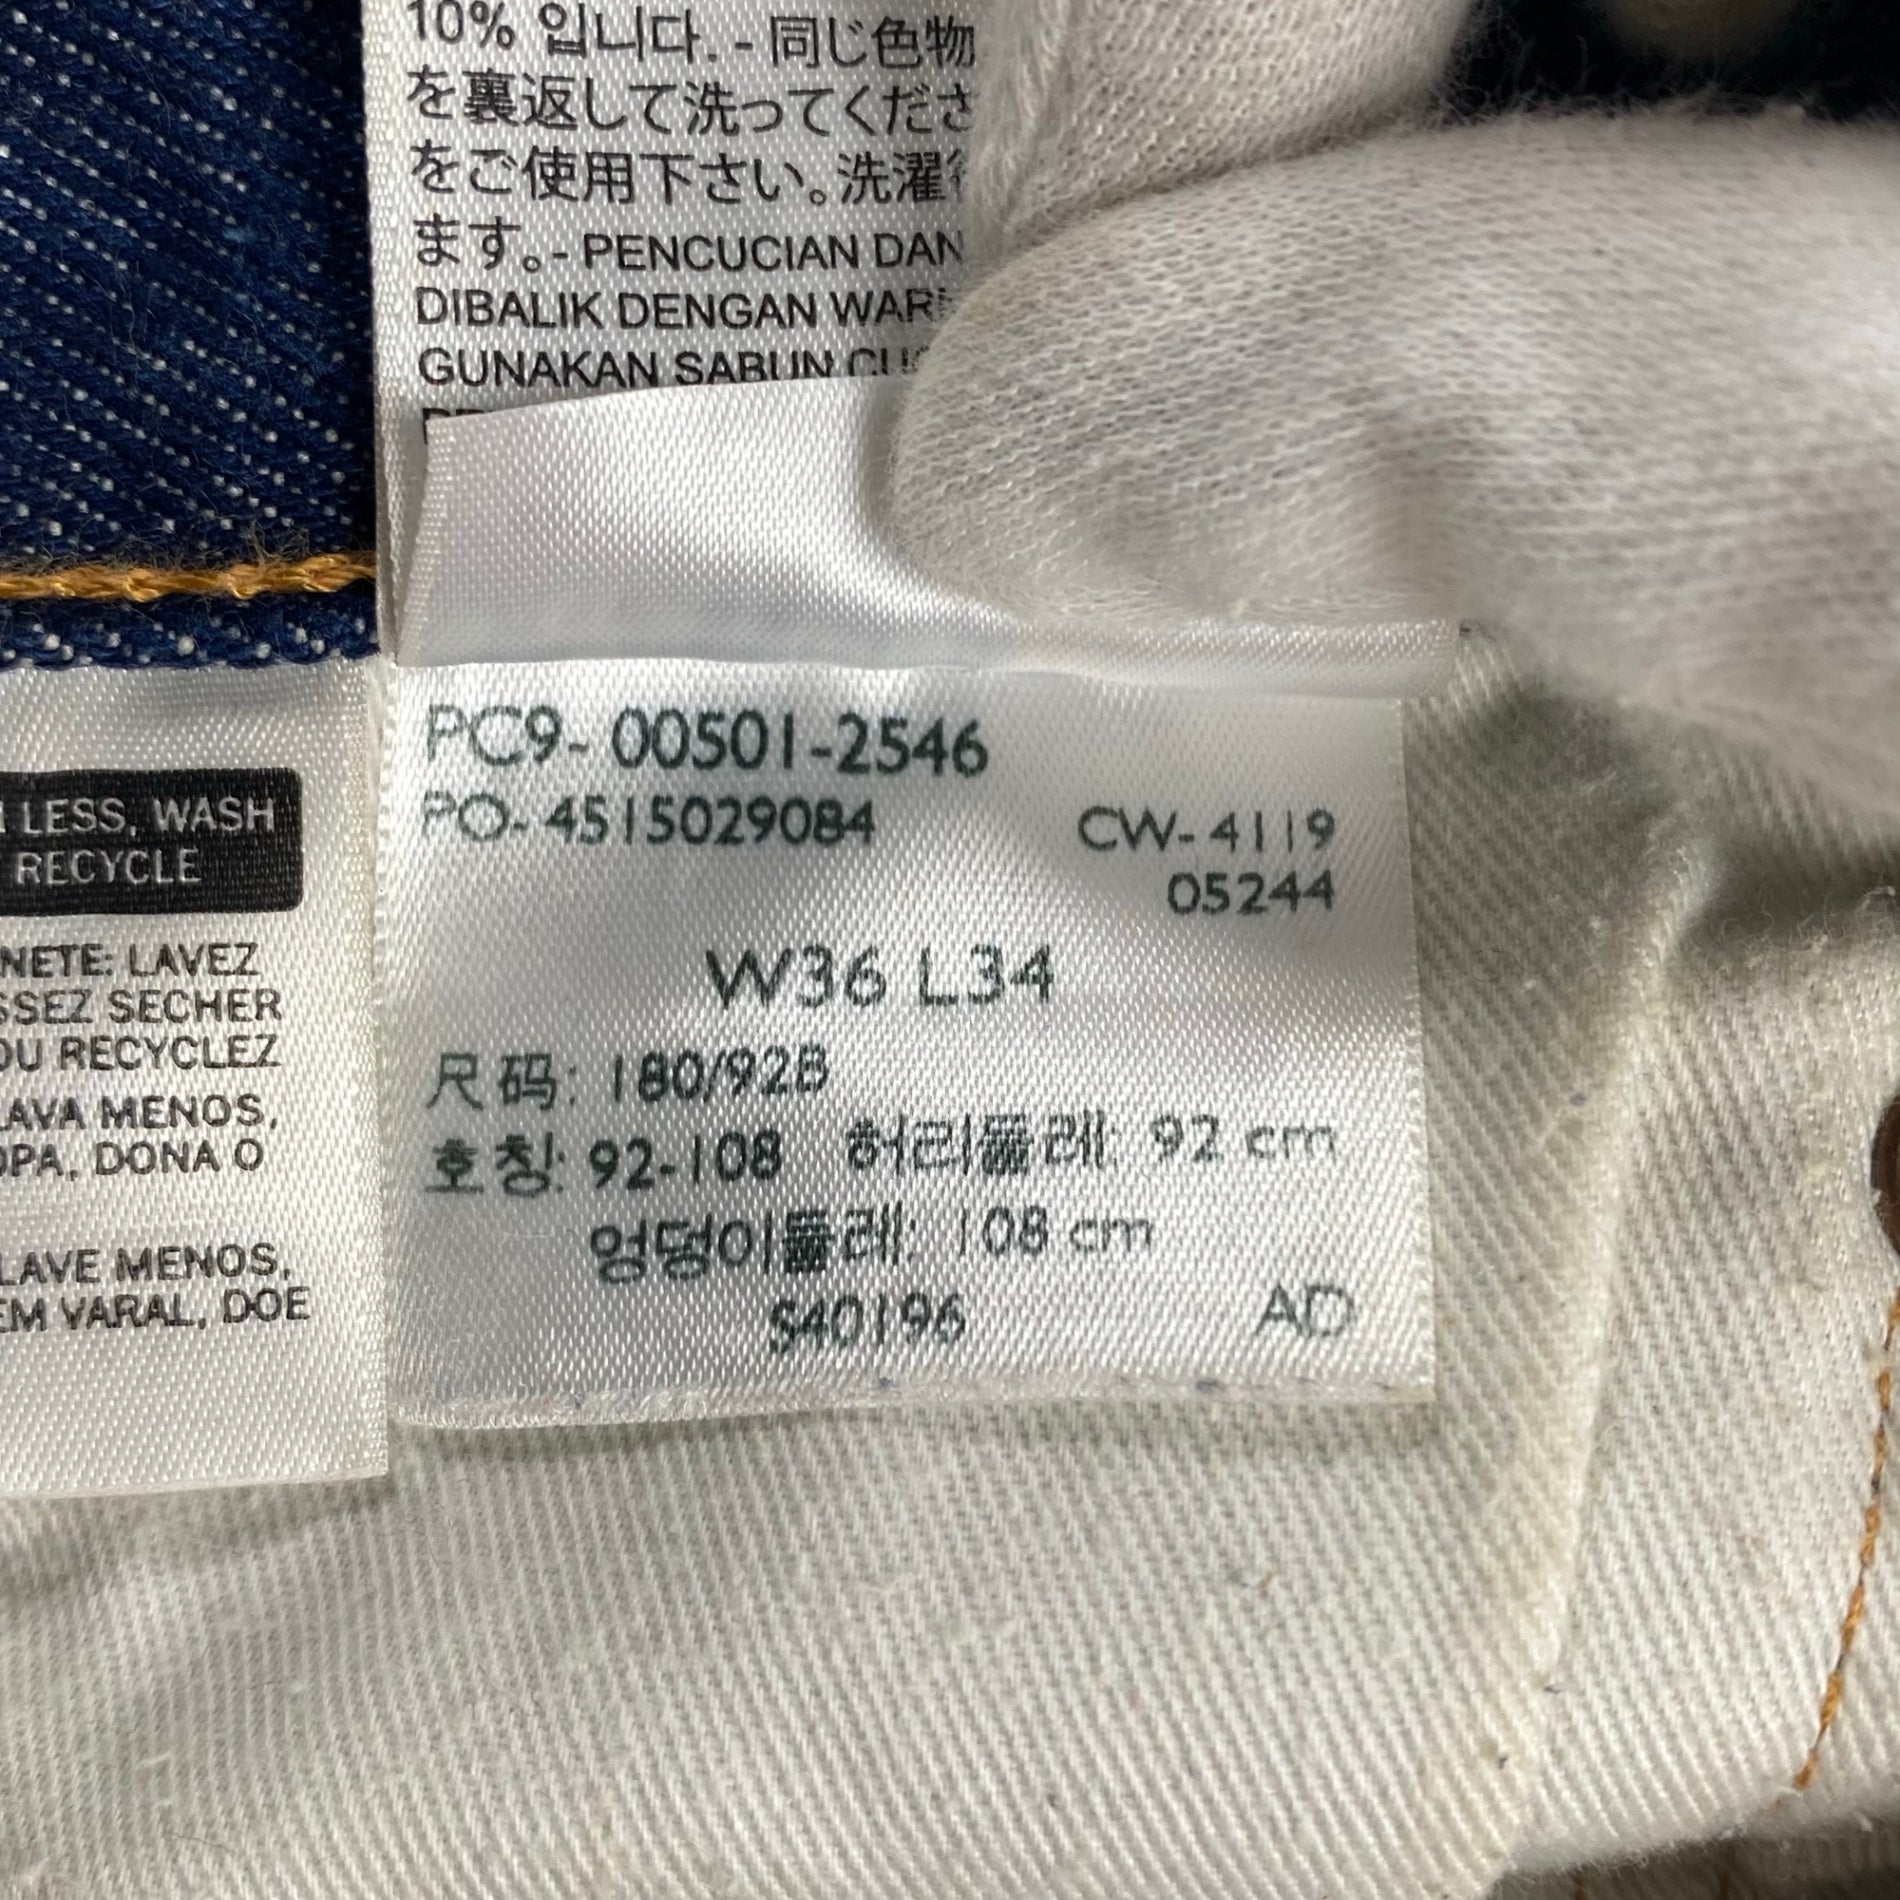 10% 입니다. - 同じ色物
を裏返して洗ってくださ
をご使用下さい。洗濯
ます。- PENCUCIAN DAN
DIBALIK DENGAN
GUNAKAN SABUN
LESS, WASH
RECYCLE
NETE: LAVEZ
SSEZ SECHER
OU RECYCLEZ
LAVA MENOS,
OPA, DONA O
LAVE MENOS,
EM VARAL, DOE
PC9- 00501-2546
PO- 4515029084 CW- 4119
05244
W36 L34
尺码: 180/92B
호칭: 92-108 허리둘레: 92 cm
엉덩이둘레: 108 cm
S40196 AD